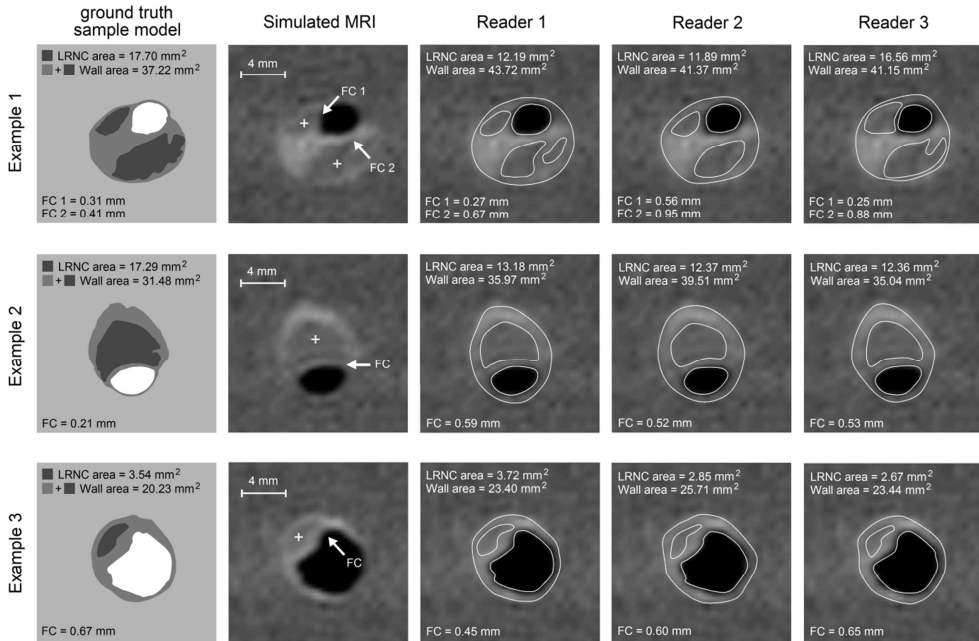 ground truth
sample model
Simulated MRI
Reader 1
Reader 2
Reader 3
Example 1
LRNC area = 17.70 mm²
+ Wall area = 37.22 mm²
FC 1 = 0.31 mm
FC 2 = 0.41 mm
4 mm
FC 1
+
+
FC 2
LRNC area = 12.19 mm²
Wall area = 43.72 mm²
FC 1 = 0.27 mm
FC 2 = 0.67 mm
LRNC area = 11.89 mm²
Wall area = 41.37 mm²
FC 1 = 0.56 mm
FC 2 = 0.95 mm
LRNC area = 16.56 mm²
Wall area = 41.15 mm²
FC 1 = 0.25 mm
FC 2 = 0.88 mm
Example 2
LRNC area = 17.29 mm²
+ Wall area = 31.48 mm²
FC = 0.21 mm
4 mm
+
FC
LRNC area = 13.18 mm²
Wall area = 35.97 mm²
FC = 0.59 mm
LRNC area = 12.37 mm²
Wall area = 39.51 mm²
FC = 0.52 mm
LRNC area = 12.36 mm²
Wall area = 35.04 mm²
FC = 0.53 mm
Example 3
LRNC area = 3.54 mm²
+ Wall area = 20.23 mm²
FC = 0.67 mm
4 mm
+
FC
LRNC area = 3.72 mm²
Wall area = 23.40 mm²
FC = 0.45 mm
LRNC area = 2.85 mm²
Wall area = 25.71 mm²
FC = 0.60 mm
LRNC area = 2.67 mm²
Wall area = 23.44 mm²
FC = 0.65 mm